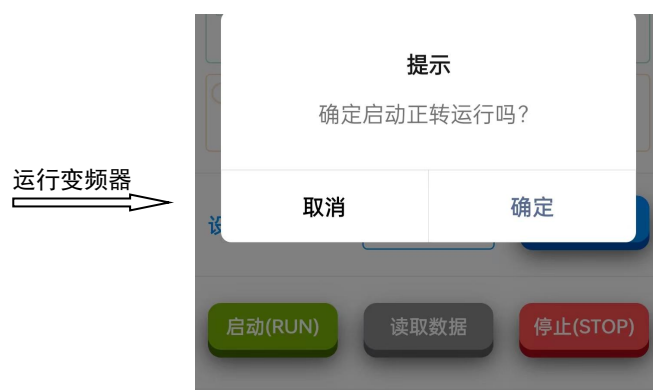 提示
确定启动正转运行吗？
运行变频器
取消
确定
设
启动(RUN)
读取数据
停止(STOP)